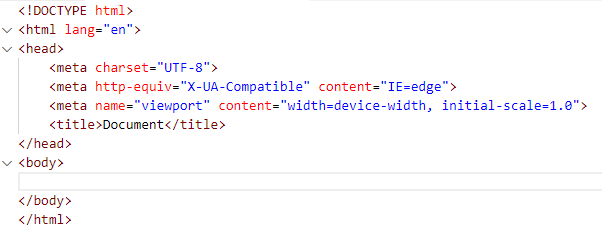 <!DOCTYPE html>
<html lang="en">
<head>
    <meta charset="UTF-8">
    <meta http-equiv="X-UA-Compatible" content="IE=edge">
    <meta name="viewport" content="width=device-width, initial-scale=1.0">
    <title>Document</title>
</head>
<body>
</body>
</html>